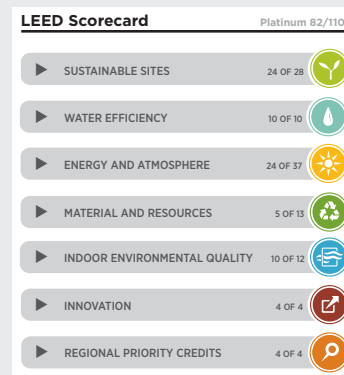 LEED Scorecard Platinum 82/110
SUSTAINABLE SITES 24 OF 28
WATER EFFICIENCY 10 OF 10
ENERGY AND ATMOSPHERE 24 OF 37
MATERIAL AND RESOURCES 5 OF 13
INDOOR ENVIRONMENTAL QUALITY 10 OF 12
INNOVATION 4 OF 4
REGIONAL PRIORITY CREDITS 4 OF 4